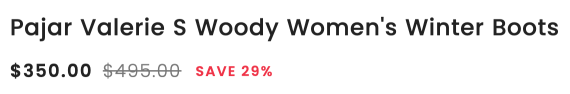 Pajar Valerie S Woody Women's Winter Boots
$350.00 $495.00 SAVE 29%